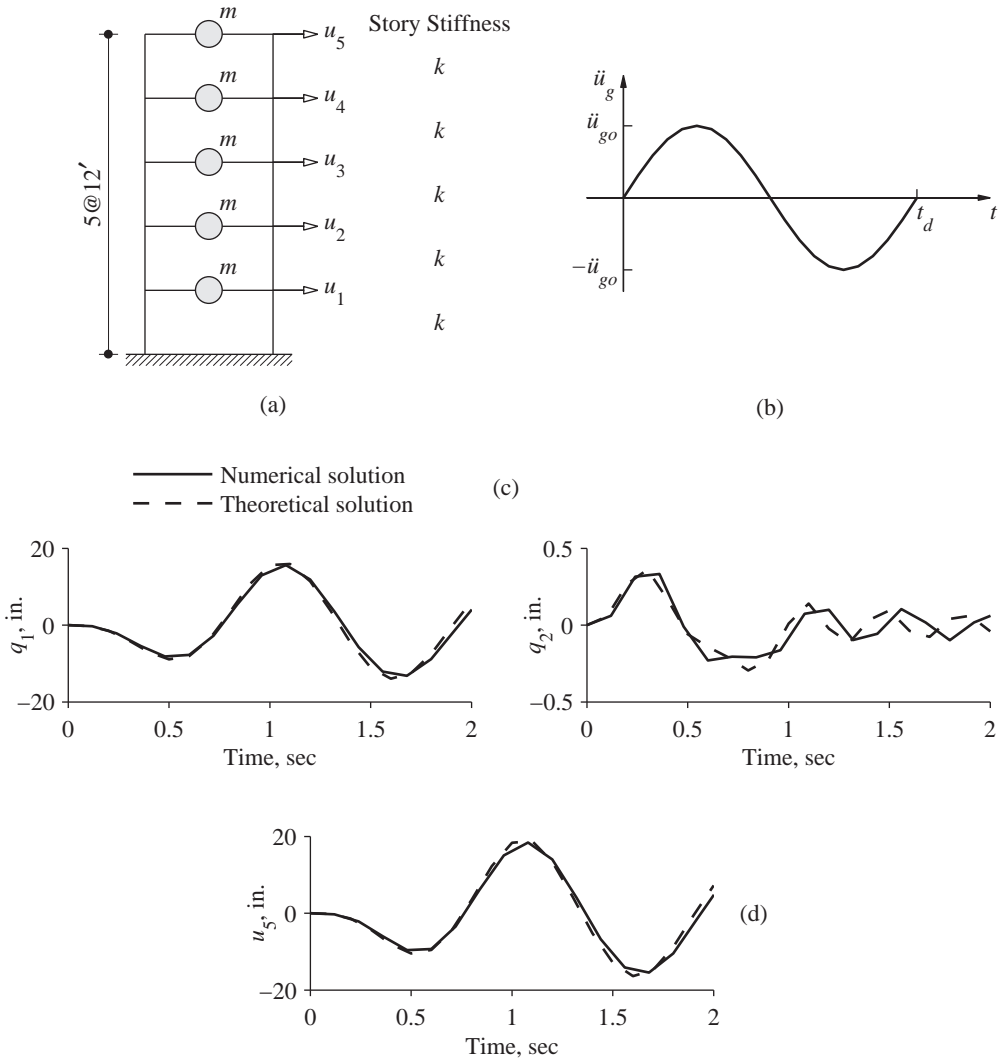 m
u5
Story Stiffness
k
m
u4
k
m
u3
k
m
u2
k
m
u1
k
5@12′
(a)
üg
ügo
−ügo
td
t
(b)
Numerical solution
Theoretical solution
(c)
q1, in.
20
0
−20
0
0.5
1
1.5
2
Time, sec
q2, in.
0.5
0
−0.5
0
0.5
1
1.5
2
Time, sec
u5, in.
20
0
−20
0
0.5
1
1.5
2
Time, sec
(d)